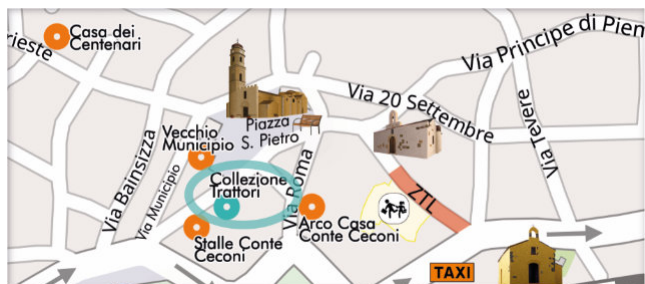 Casa dei
Centenari
rieste
Via Principe di Piem
Via 20 Settembre
Piazza
S. Pietro
Vecchio
Municipio
Via Bainsizza
Via Municipio
Collezione
Trattori
Via Roma
Via Tevere
ZTL
Arco Casa
Conte Ceconi
Stalle Conte
Ceconi
TAXI